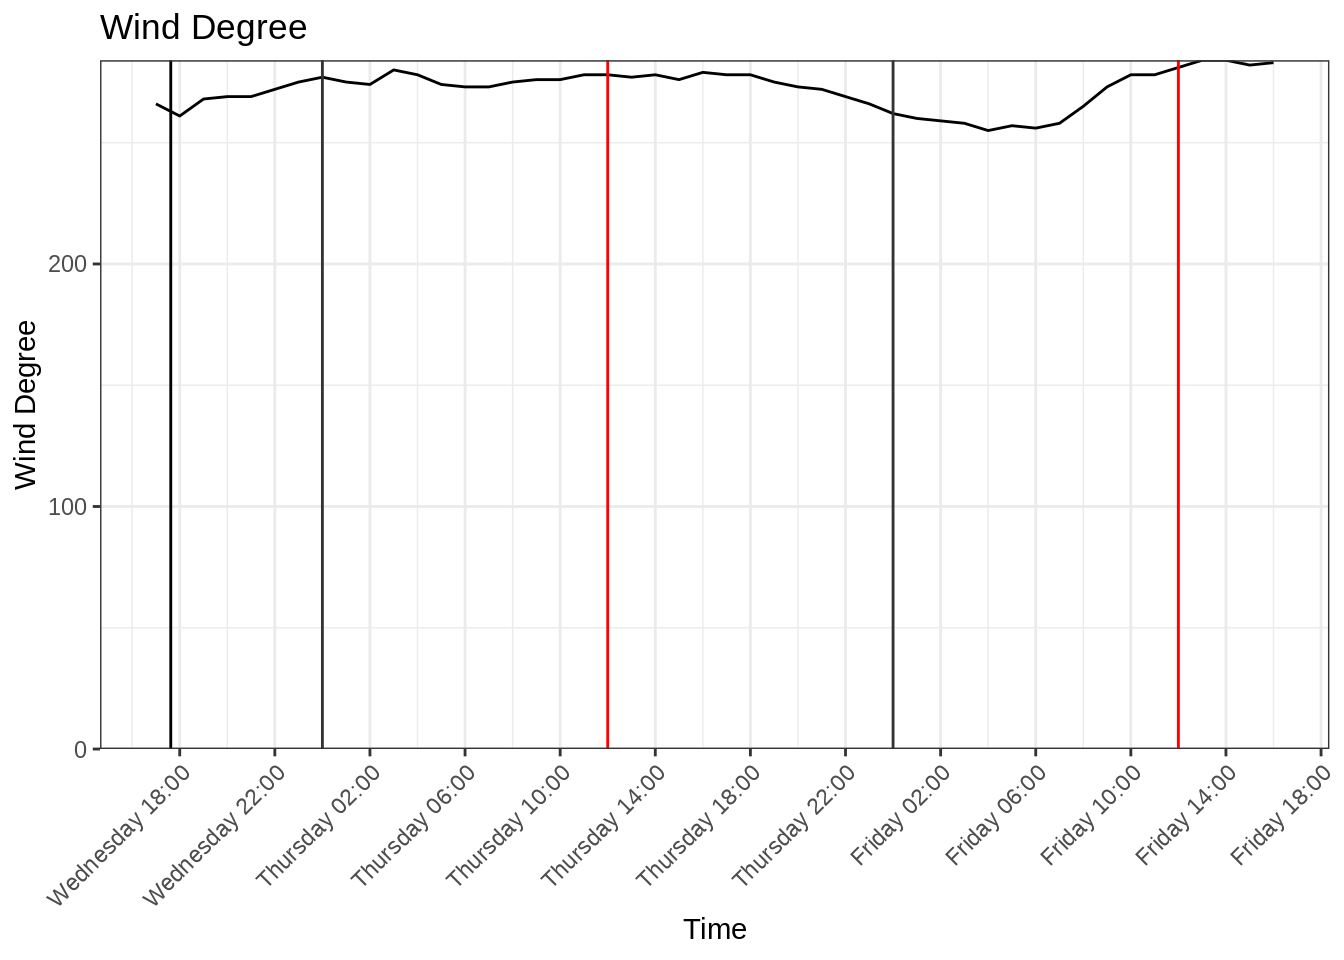 Wind Degree
Wind Degree
200
100
0
Wednesday 18:00
Wednesday 22:00
Thursday 02:00
Thursday 06:00
Thursday 10:00
Thursday 14:00
Thursday 18:00
Thursday 22:00
Friday 02:00
Friday 06:00
Friday 10:00
Friday 14:00
Friday 18:00
Time